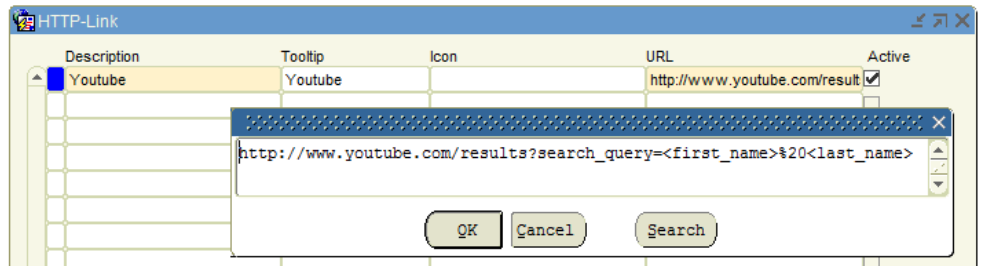 HTTP-Link
Description Tooltip Icon URL Active
Youtube Youtube http://www.youtube.com/result
http://www.youtube.com/results?search_query=<first_name>%20<last_name>
OK Cancel Search